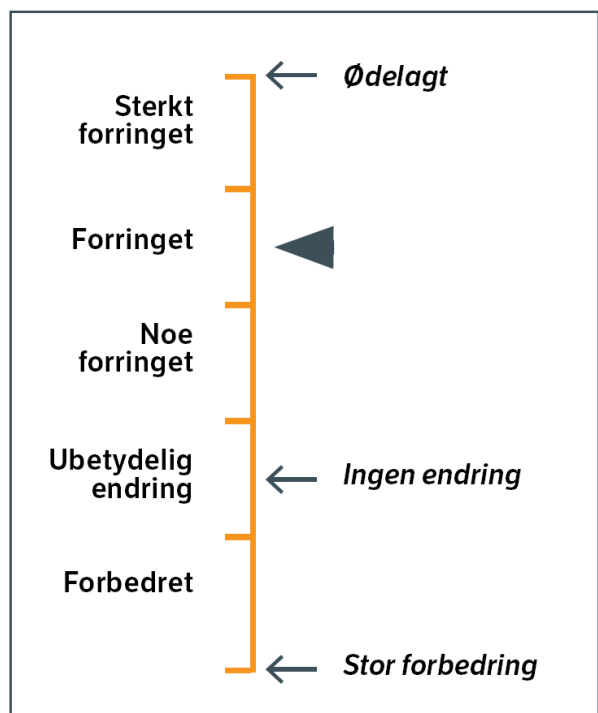 Ødelagt
Sterkt
forringet
Forringet
Noe
forringet
Ubetydelig
endring
Ingen endring
Forbedret
Stor forbedring